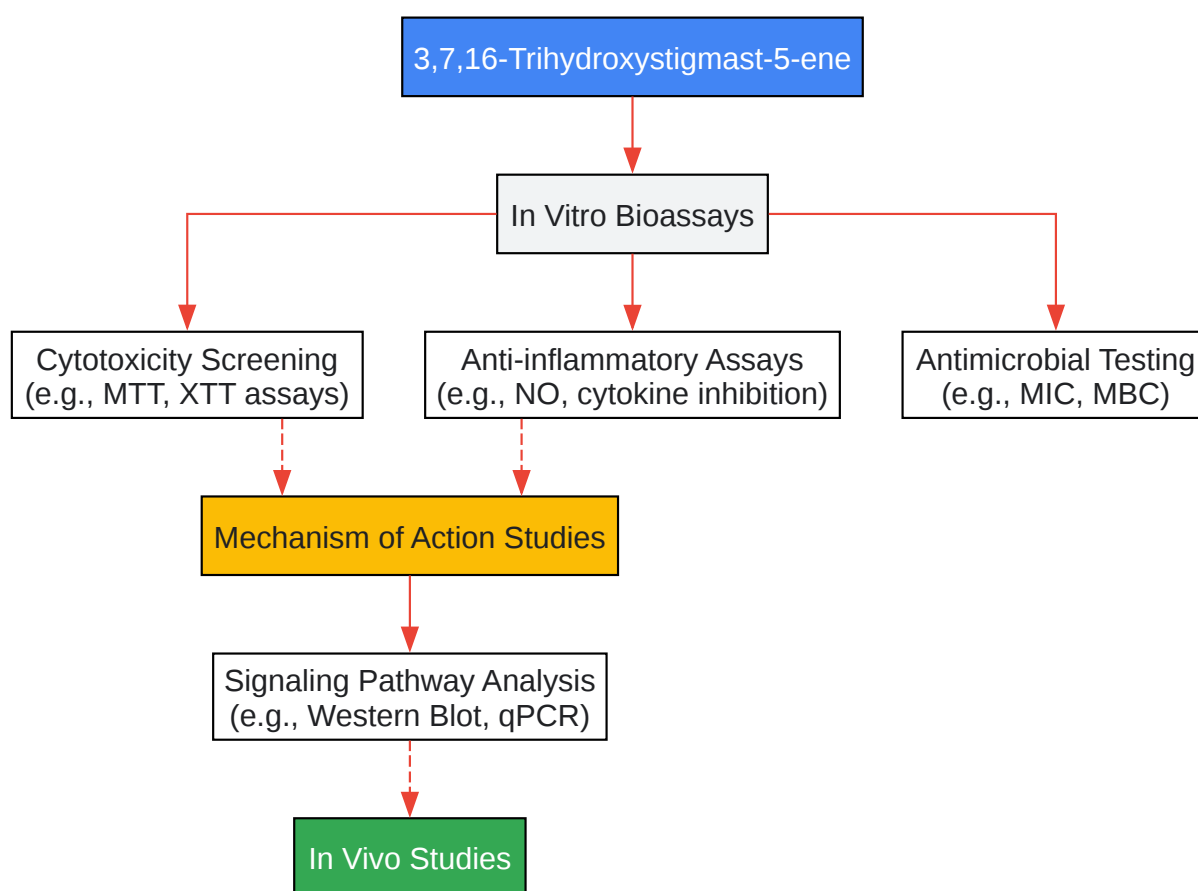 3,7,16-Trihydroxystigmast-5-ene
In Vitro Bioassays
Cytotoxicity Screening
(e.g., MTT, XTT assays)
Anti-inflammatory Assays
(e.g., NO, cytokine inhibition)
Antimicrobial Testing
(e.g., MIC, MBC)
Mechanism of Action Studies
Signaling Pathway Analysis
(e.g., Western Blot, qPCR)
In Vivo Studies